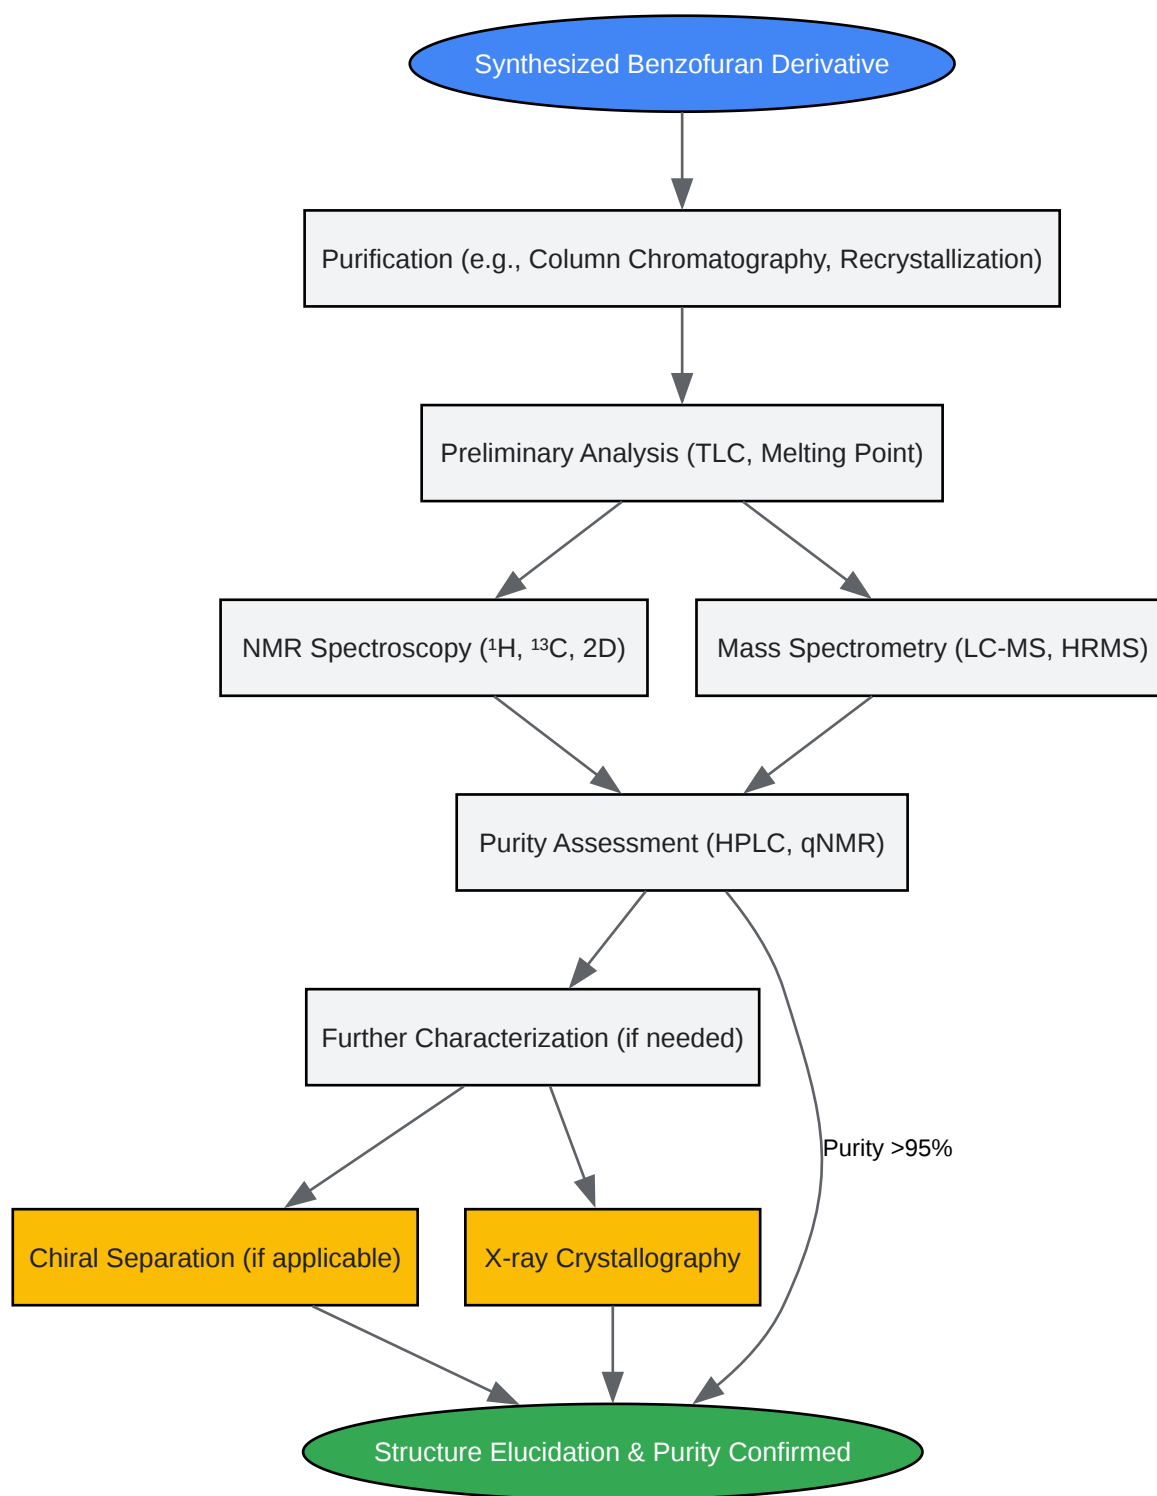 Synthesized Benzofuran Derivative
Purification (e.g., Column Chromatography, Recrystallization)
Preliminary Analysis (TLC, Melting Point)
NMR Spectroscopy (¹H, ¹³C, 2D)
Mass Spectrometry (LC-MS, HRMS)
Purity Assessment (HPLC, qNMR)
Further Characterization (if needed)
Purity >95%
Chiral Separation (if applicable)
X-ray Crystallography
Structure Elucidation & Purity Confirmed